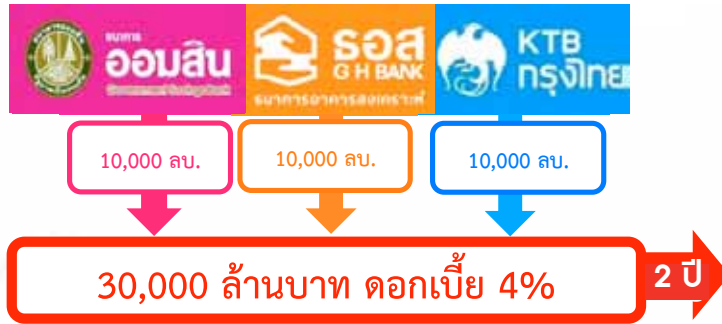 ธนาคาร
ออมสิน
Government Savings Bank
ธอส
G H BANK
ธนาคารอาคารสงเคราะห์
KTB
กรุงไทย
10,000 ลบ.
10,000 ลบ.
10,000 ลบ.
30,000 ล้านบาท ดอกเบี้ย 4%
2 ปี